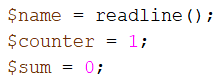 $name = readline();
$counter = 1;
$sum = 0;